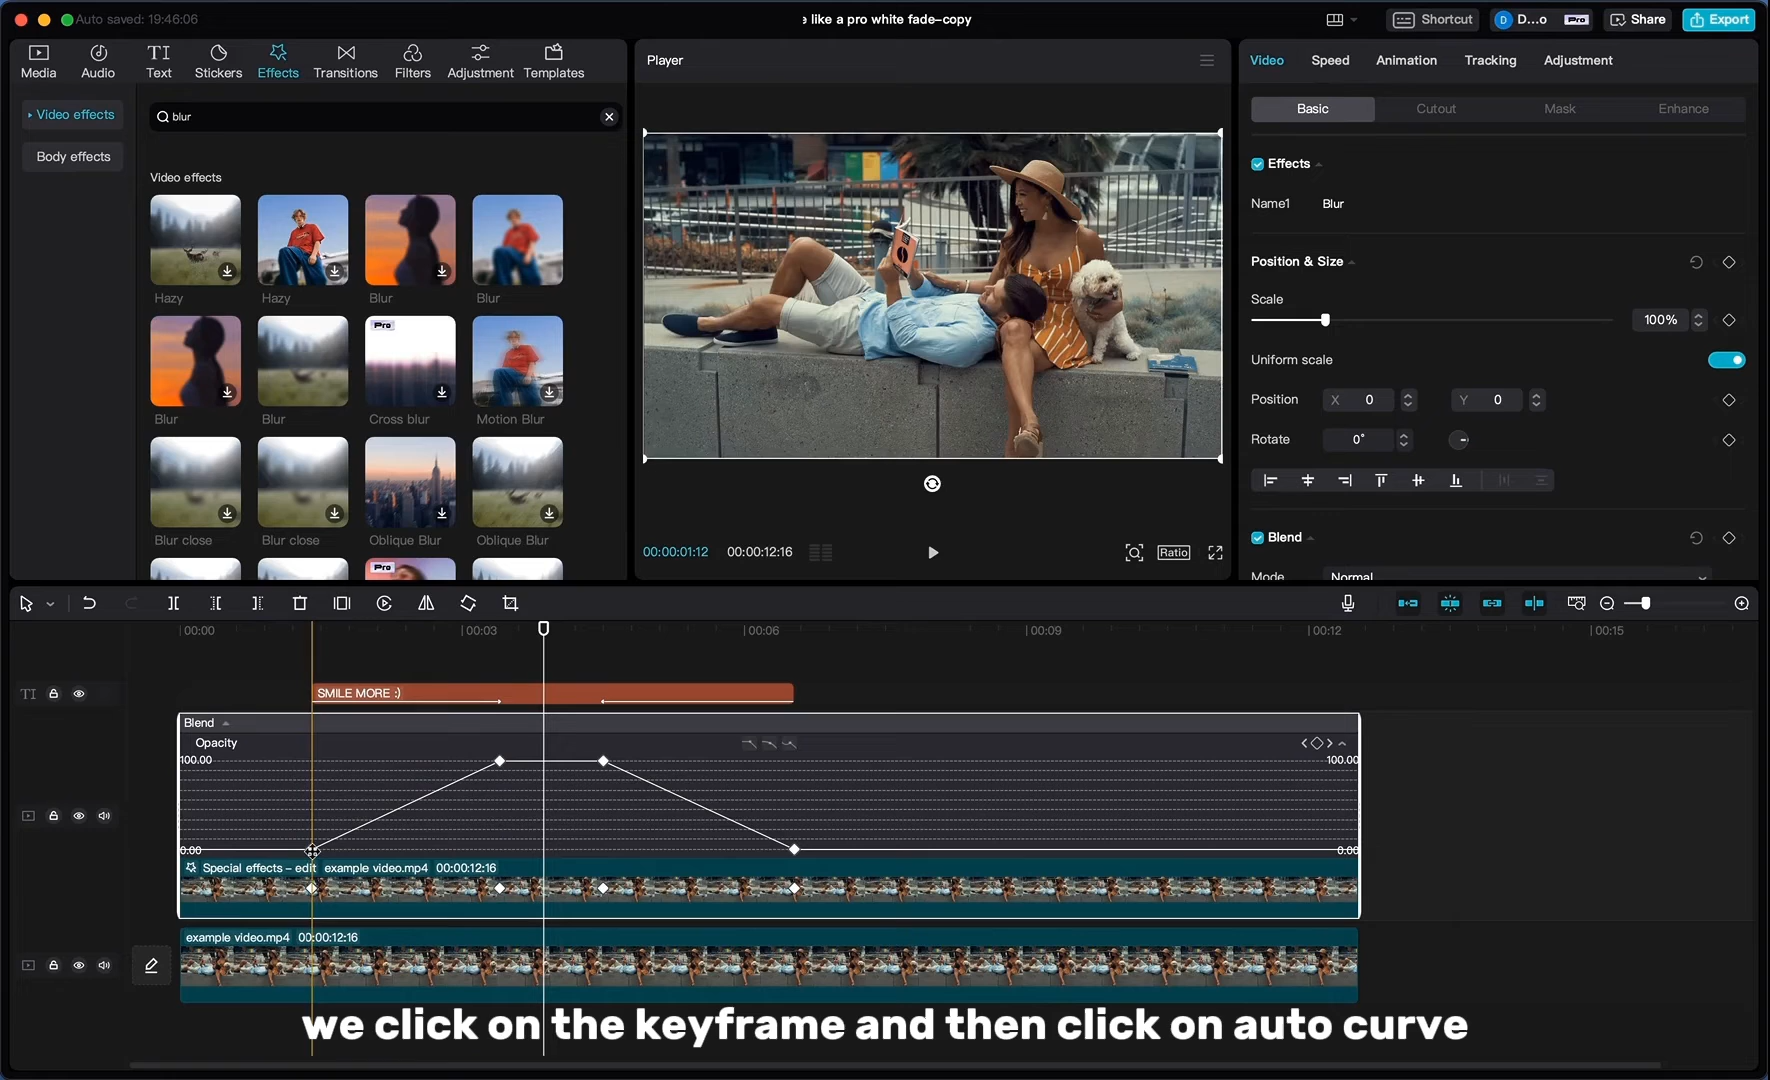 Auto saved: 19:46:06
e like a pro white fade-copy
Shortcut
D
D...o
Pro
Share
Export
Media
Audio
TI
Text
Stickers
Effects
Transitions
Filters
Adjustment
Templates
Video effects
Body effects
blur
Video effects
Hazy
Hazy
Blur
Blur
Blur
Blur
Pro
Cross blur
Motion Blur
Blur close
Blur close
Oblique Blur
Oblique Blur
Pro
Player
00:00:01:12
00:00:12:16
Ratio
Video
Speed
Animation
Tracking
Adjustment
Basic
Cutout
Mask
Enhance
Effects
Name1
Blur
Position & Size
Scale
100%
Uniform scale
Position
X
0
Y
0
Rotate
0°
Blend
Mode
Normal
00:00
00:03
00:06
00:09
00:12
00:15
TI
SMILE MORE :)
Blend
Opacity
100.00
100.00
0.00
0.00
Special effects – edit
example video.mp4
00:00:12:16
example video.mp4
00:00:12:16
we click on the keyframe and then click on auto curve